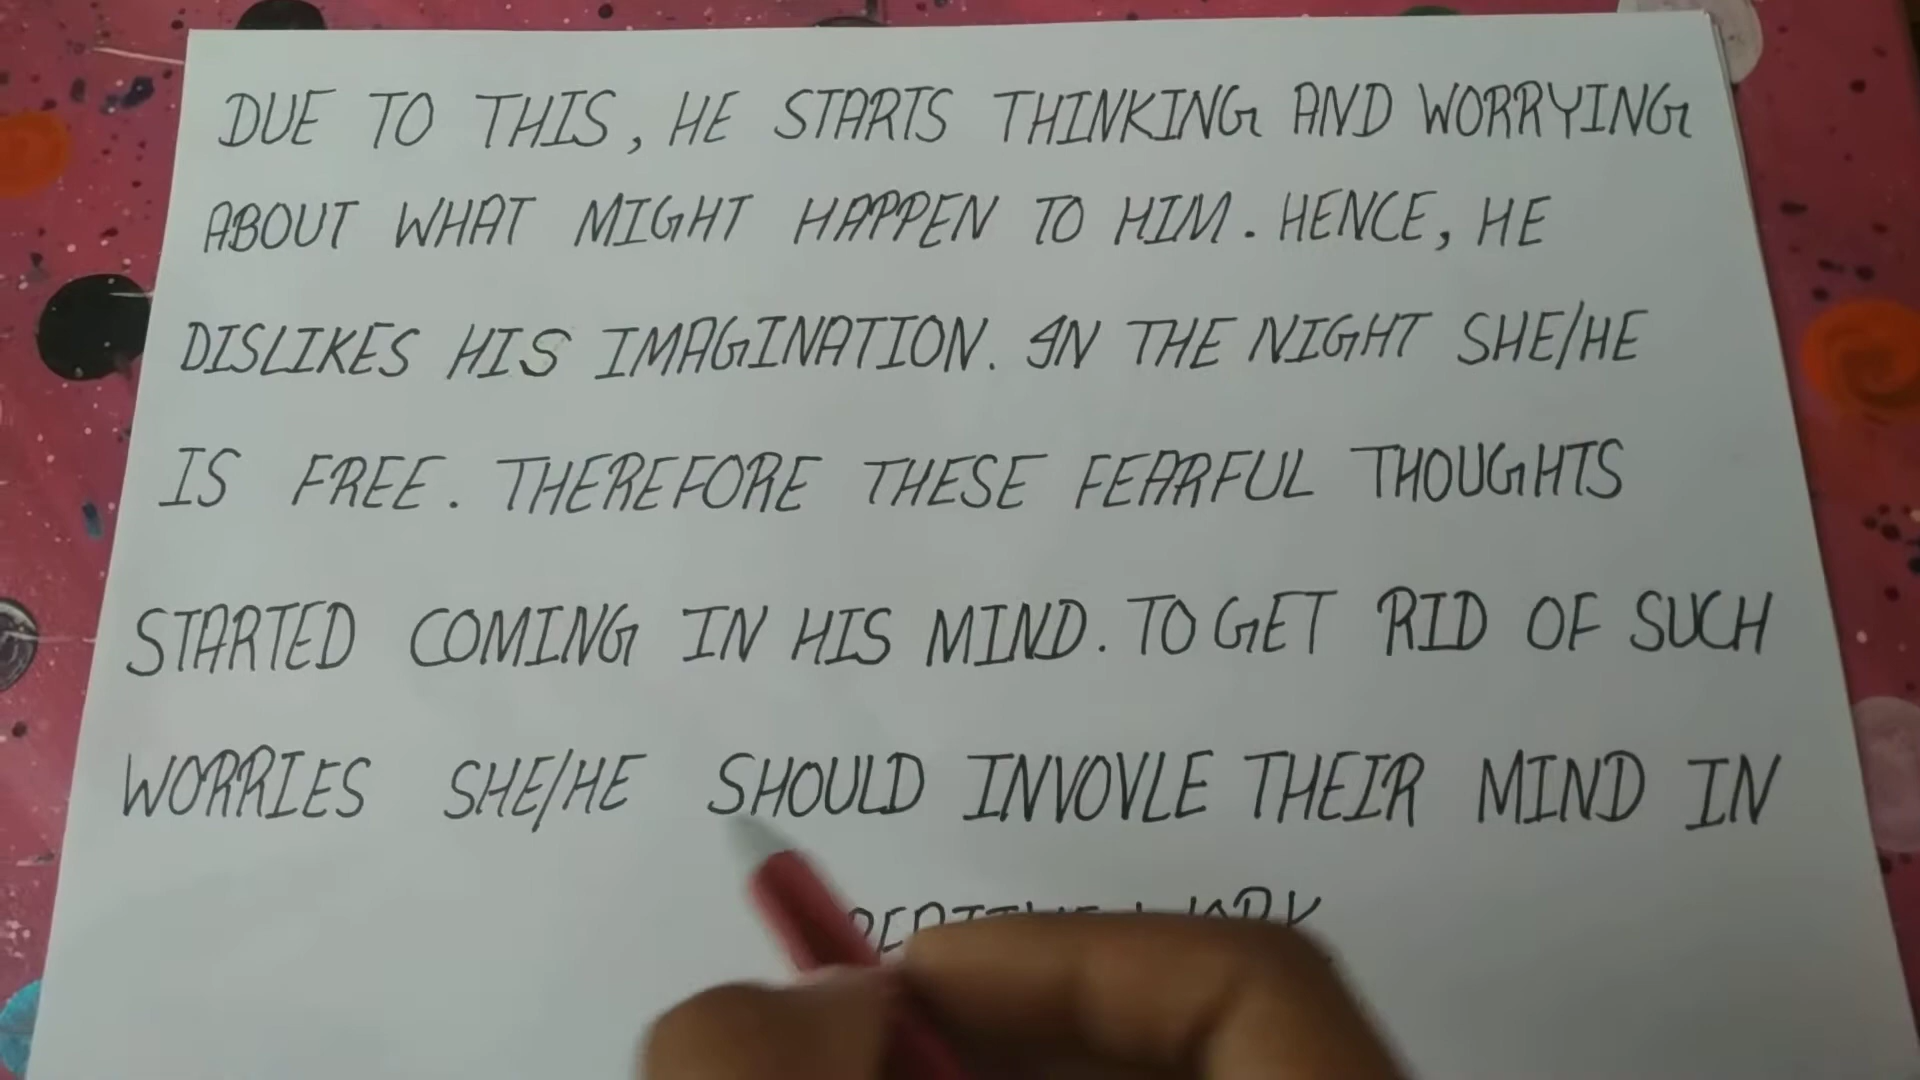 DUE TO THIS, HE STARTS THINKING AND WORRYING
ABOUT WHAT MIGHT HAPPEN TO HIM. HENCE, HE
DISLIKES HIS IMAGINATION. IN THE NIGHT SHE/HE
IS FREE. THEREFORE THESE FEARFUL THOUGHTS
STARTED COMING IN HIS MIND. TO GET RID OF SUCH
WORRIES SHE/HE SHOULD INVOVLE THEIR MIND IN
WORK